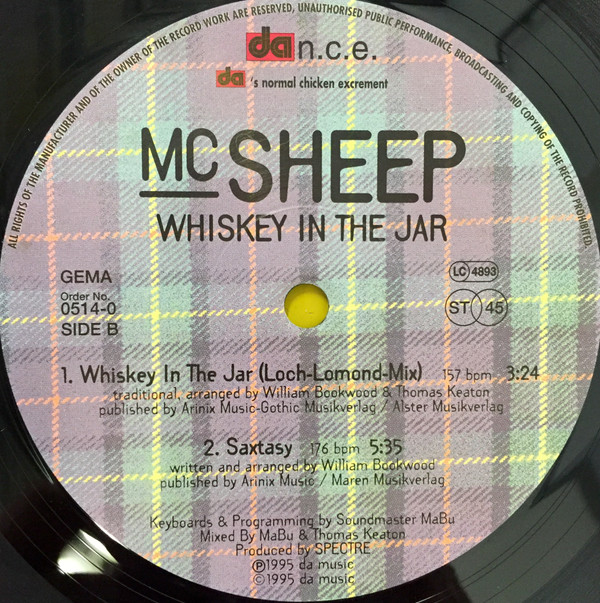 ALL RIGHTS OF THE MANUFACTURER AND OF THE OWNER OF THE RECORD WORK ARE RESERVED, UNAUTHORISED PUBLIC PERFORMANCE, BROADCASTING AND COPYING OF THE RECORD PROHIBITED.
dan.c.e.
da 's normal chicken excrement
MC SHEEP
WHISKEY IN THE JAR
GEMA
Order No.
0514-0
SIDE B
LC 4893
ST 45
1. Whiskey In The Jar (Loch-Lomond-Mix) 157 bpm 3:24
traditional, arranged by William Bookwood & Thomas Keaton
published by Arinix Music-Gothic Musikverlag / Alster Musikverlag
2. Saxtasy 176 bpm 5:35
written and arranged by William Bookwood
published by Arinix Music / Maren Musikverlag
Keyboards & Programming by Soundmaster MaBu
Mixed By MaBu & Thomas Keaton
Produced by SPECTRE
℗1995 da music
©1995 da music